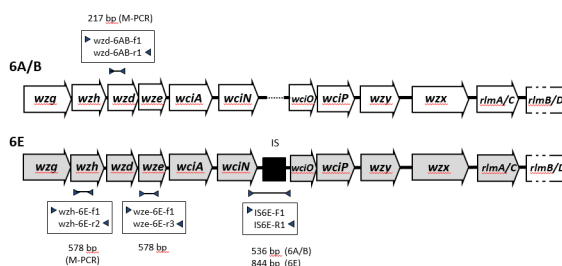 217 bp (M-PCR)
wzd-6AB-f1
wzd-6AB-r1
6A/B
wzg wzh wzd wze wciA wciN wciO wciP wzy wzx rlmA/C rlmB/D
6E
IS
wzg wzh wzd wze wciA wciN wciO wciP wzy wzx rlmA/C rlmB/D
wzh-6E-f1 wze-6E-f1 IS6E-F1
wzh-6E-r2 wze-6E-r3 IS6E-R1
578 bp 578 bp 536 bp (6A/B)
(M-PCR) 844 bp (6E)